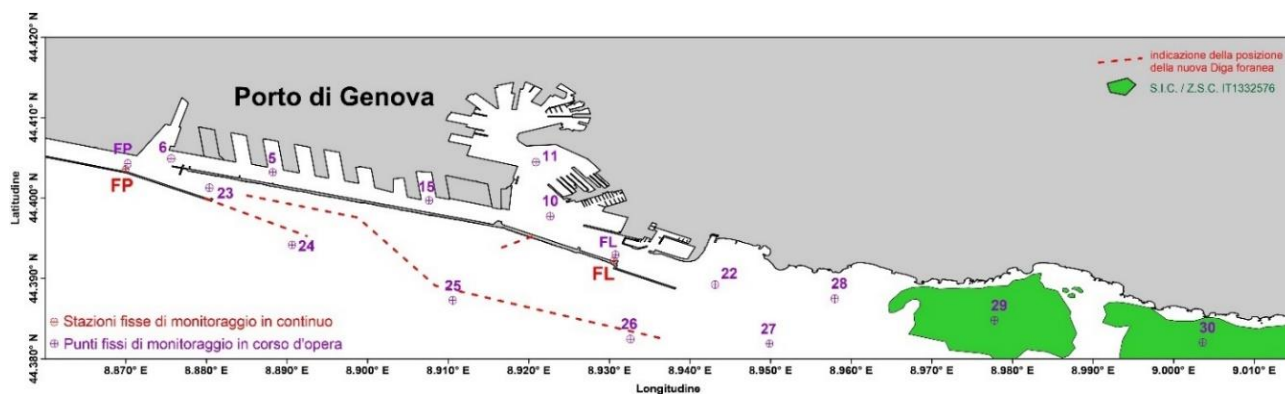 44.420° N
44.410° N
44.400° N
44.390° N
44.380° N
Latitudine
Porto di Genova
indicazione della posizione
della nuova Diga foranea
S.I.C. / Z.S.C. IT1332576
FP
6
5
15
11
10
FL
FP
23
24
25
26
FL
22
28
27
29
30
Stazioni fisse di monitoraggio in continuo
Punti fissi di monitoraggio in corso d'opera
8.870° E
8.880° E
8.890° E
8.900° E
8.910° E
8.920° E
8.930° E
8.940° E
8.950° E
8.960° E
8.970° E
8.980° E
8.990° E
9.000° E
9.010° E
Longitudine